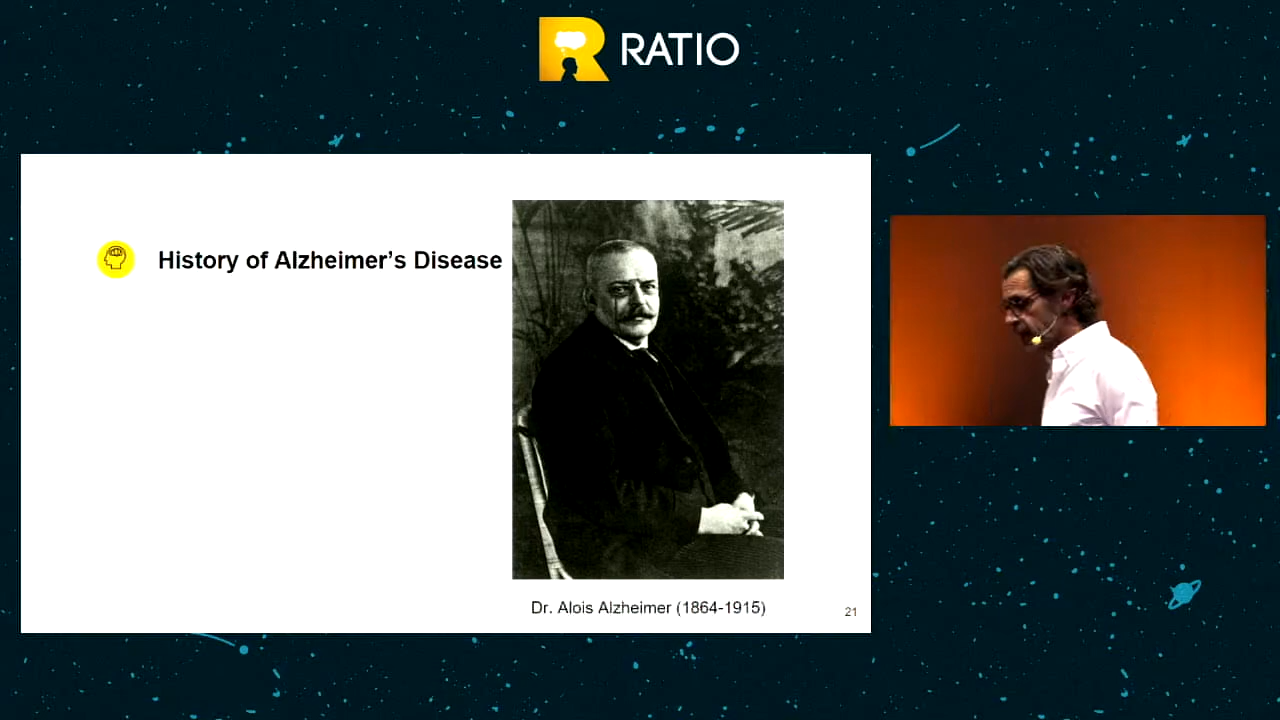 RATIO
History of Alzheimer's Disease
Dr. Alois Alzheimer (1864-1915)
21